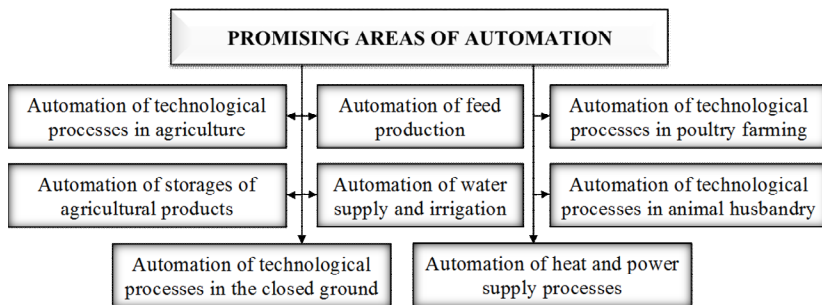 PROMISING AREAS OF AUTOMATION
Automation of technological
processes in agriculture
Automation of feed
production
Automation of technological
processes in poultry farming
Automation of storages of
agricultural products
Automation of water
supply and irrigation
Automation of technological
processes in animal husbandry
Automation of technological
processes in the closed ground
Automation of heat and power
supply processes